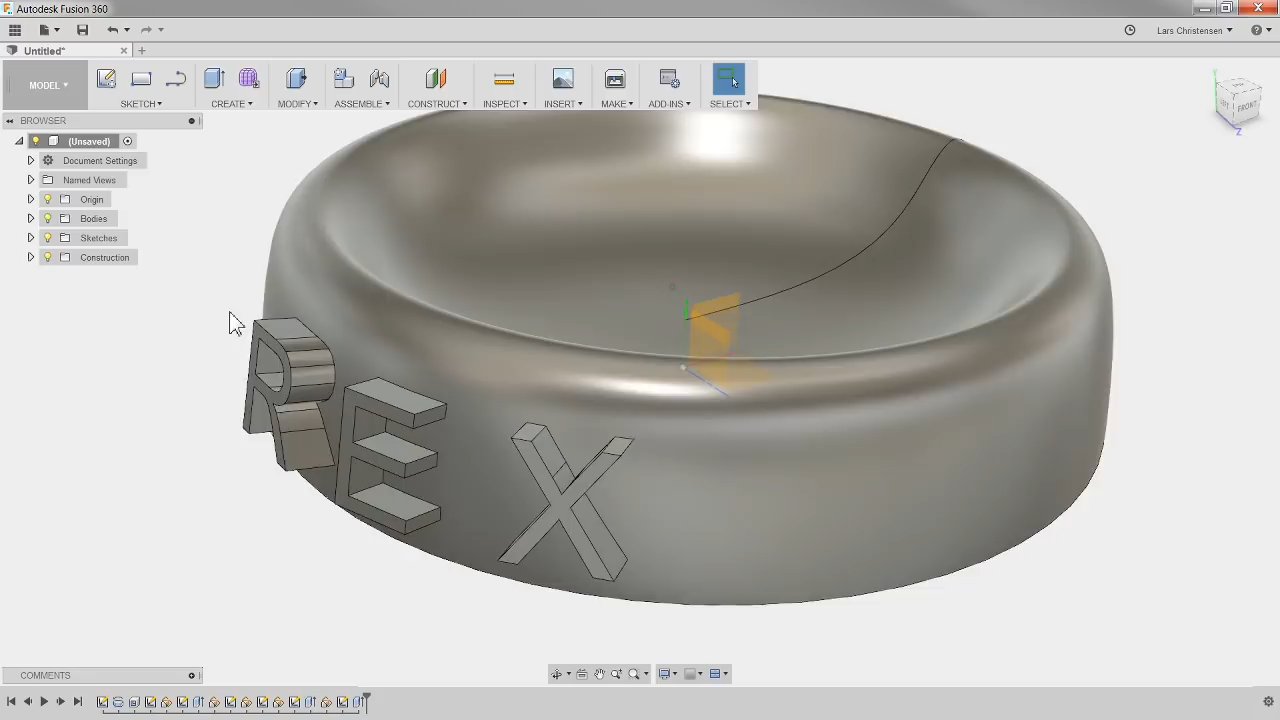 Autodesk Fusion 360
Lars Christensen
Untitled*
MODEL
SKETCH
CREATE
MODIFY
ASSEMBLE
CONSTRUCT
INSPECT
INSERT
MAKE
ADD-INS
SELECT
BROWSER
(Unsaved)
Document Settings
Named Views
Origin
Bodies
Sketches
Construction
FRONT
Z
REX
COMMENTS